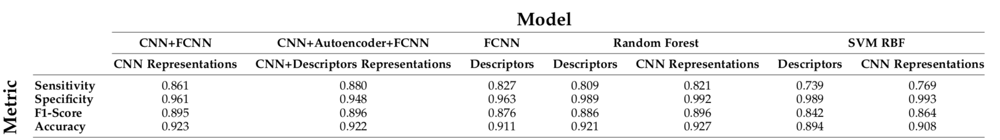 Model
CNN+FCNN CNN+Autoencoder+FCNN FCNN Random Forest SVM RBF
CNN Representations CNN+Descriptors Representations Descriptors Descriptors CNN Representations Descriptors CNN Representations
Metric
Sensitivity 0.861 0.880 0.827 0.809 0.821 0.739 0.769
Specificity 0.961 0.948 0.963 0.989 0.992 0.989 0.993
F1-Score 0.895 0.896 0.876 0.886 0.896 0.842 0.864
Accuracy 0.923 0.922 0.911 0.921 0.927 0.894 0.908